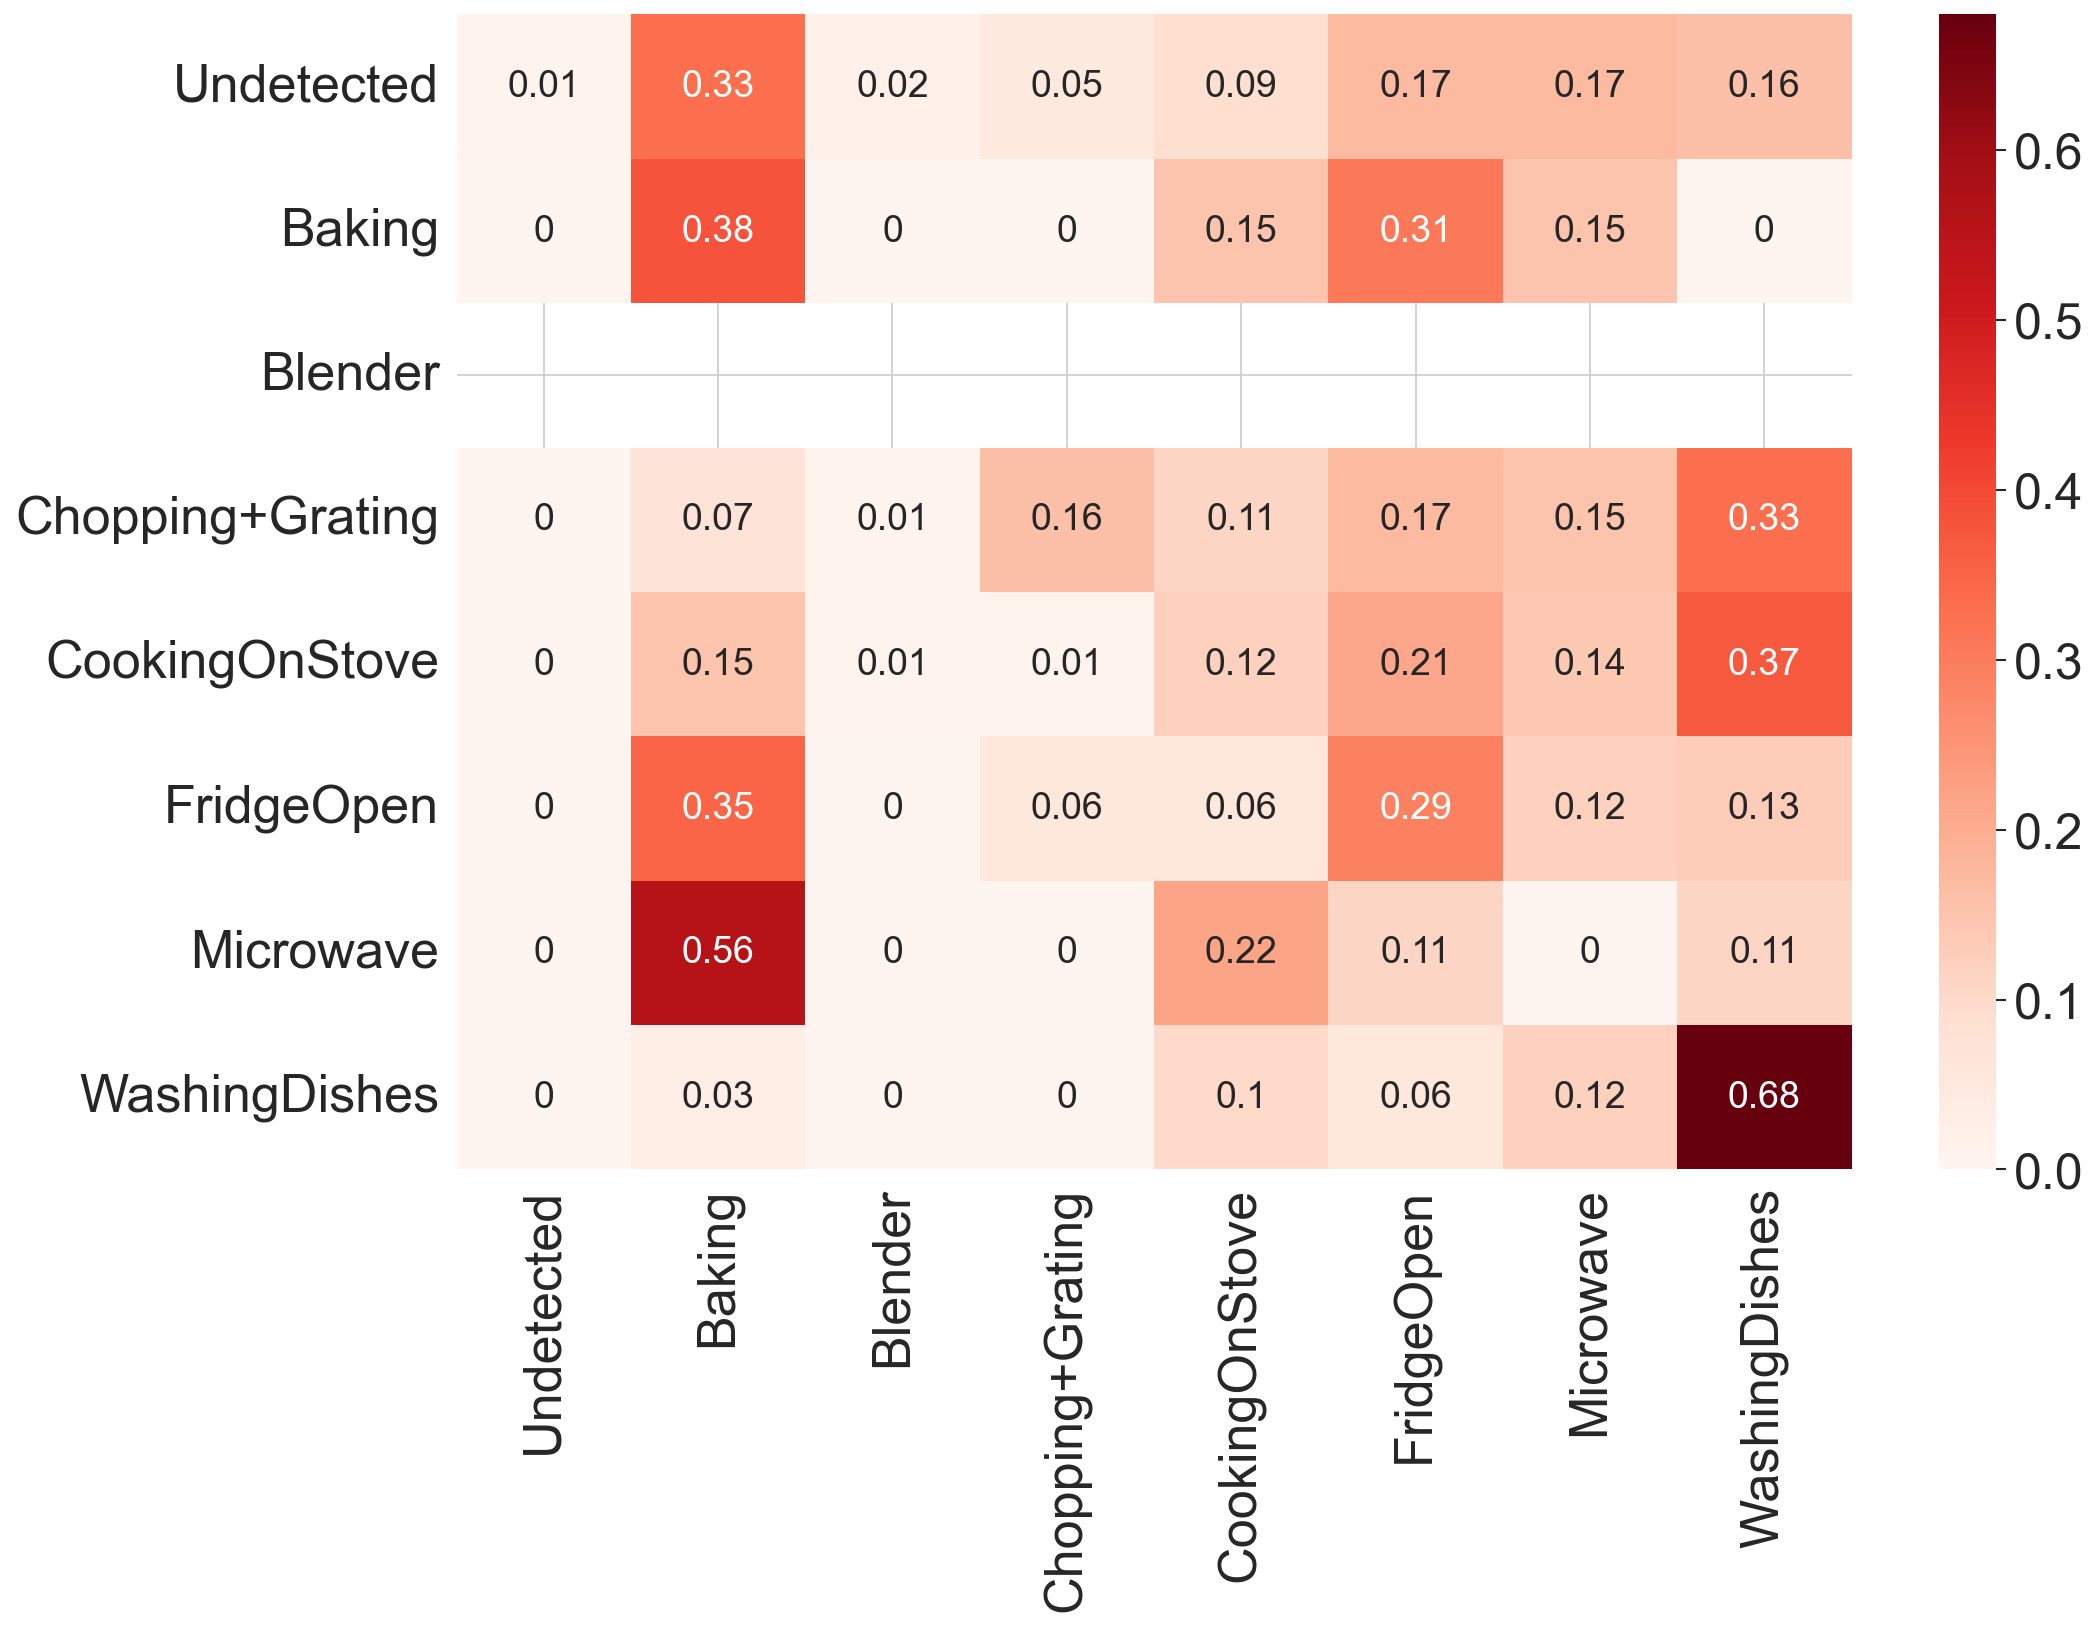 Undetected 0.01 0.33 0.02 0.05 0.09 0.17 0.17 0.16
Baking 0 0.38 0 0 0.15 0.31 0.15 0
Blender
Chopping+Grating 0 0.07 0.01 0.16 0.11 0.17 0.15 0.33
CookingOnStove 0 0.15 0.01 0.01 0.12 0.21 0.14 0.37
FridgeOpen 0 0.35 0 0.06 0.06 0.29 0.12 0.13
Microwave 0 0.56 0 0 0.22 0.11 0 0.11
WashingDishes 0 0.03 0 0 0.1 0.06 0.12 0.68
Undetected
Baking
Blender
Chopping+Grating
CookingOnStove
FridgeOpen
Microwave
WashingDishes
0.6
0.5
0.4
0.3
0.2
0.1
0.0